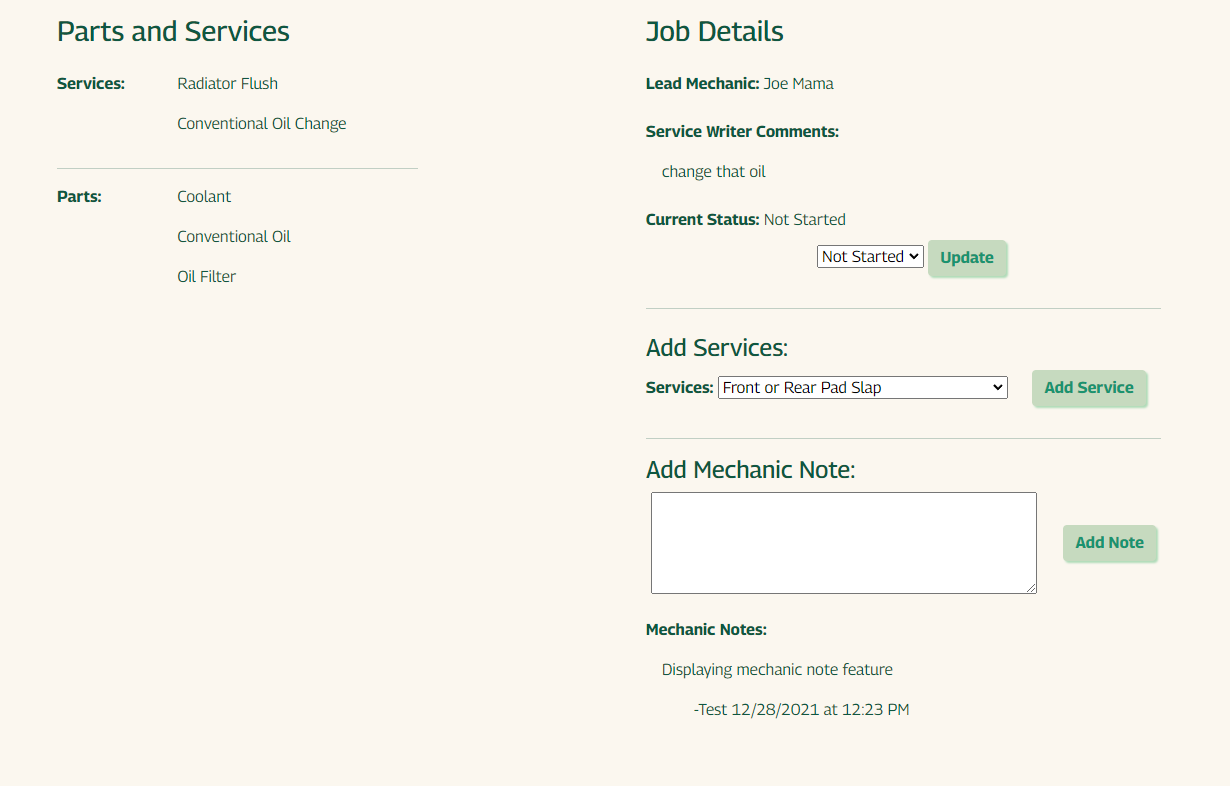 Parts and Services
Services: Radiator Flush
Conventional Oil Change
Parts: Coolant
Conventional Oil
Oil Filter
Job Details
Lead Mechanic: Joe Mama
Service Writer Comments:
change that oil
Current Status: Not Started
Not Started Update
Add Services:
Services: Front or Rear Pad Slap Add Service
Add Mechanic Note:
Add Note
Mechanic Notes:
Displaying mechanic note feature
-Test 12/28/2021 at 12:23 PM